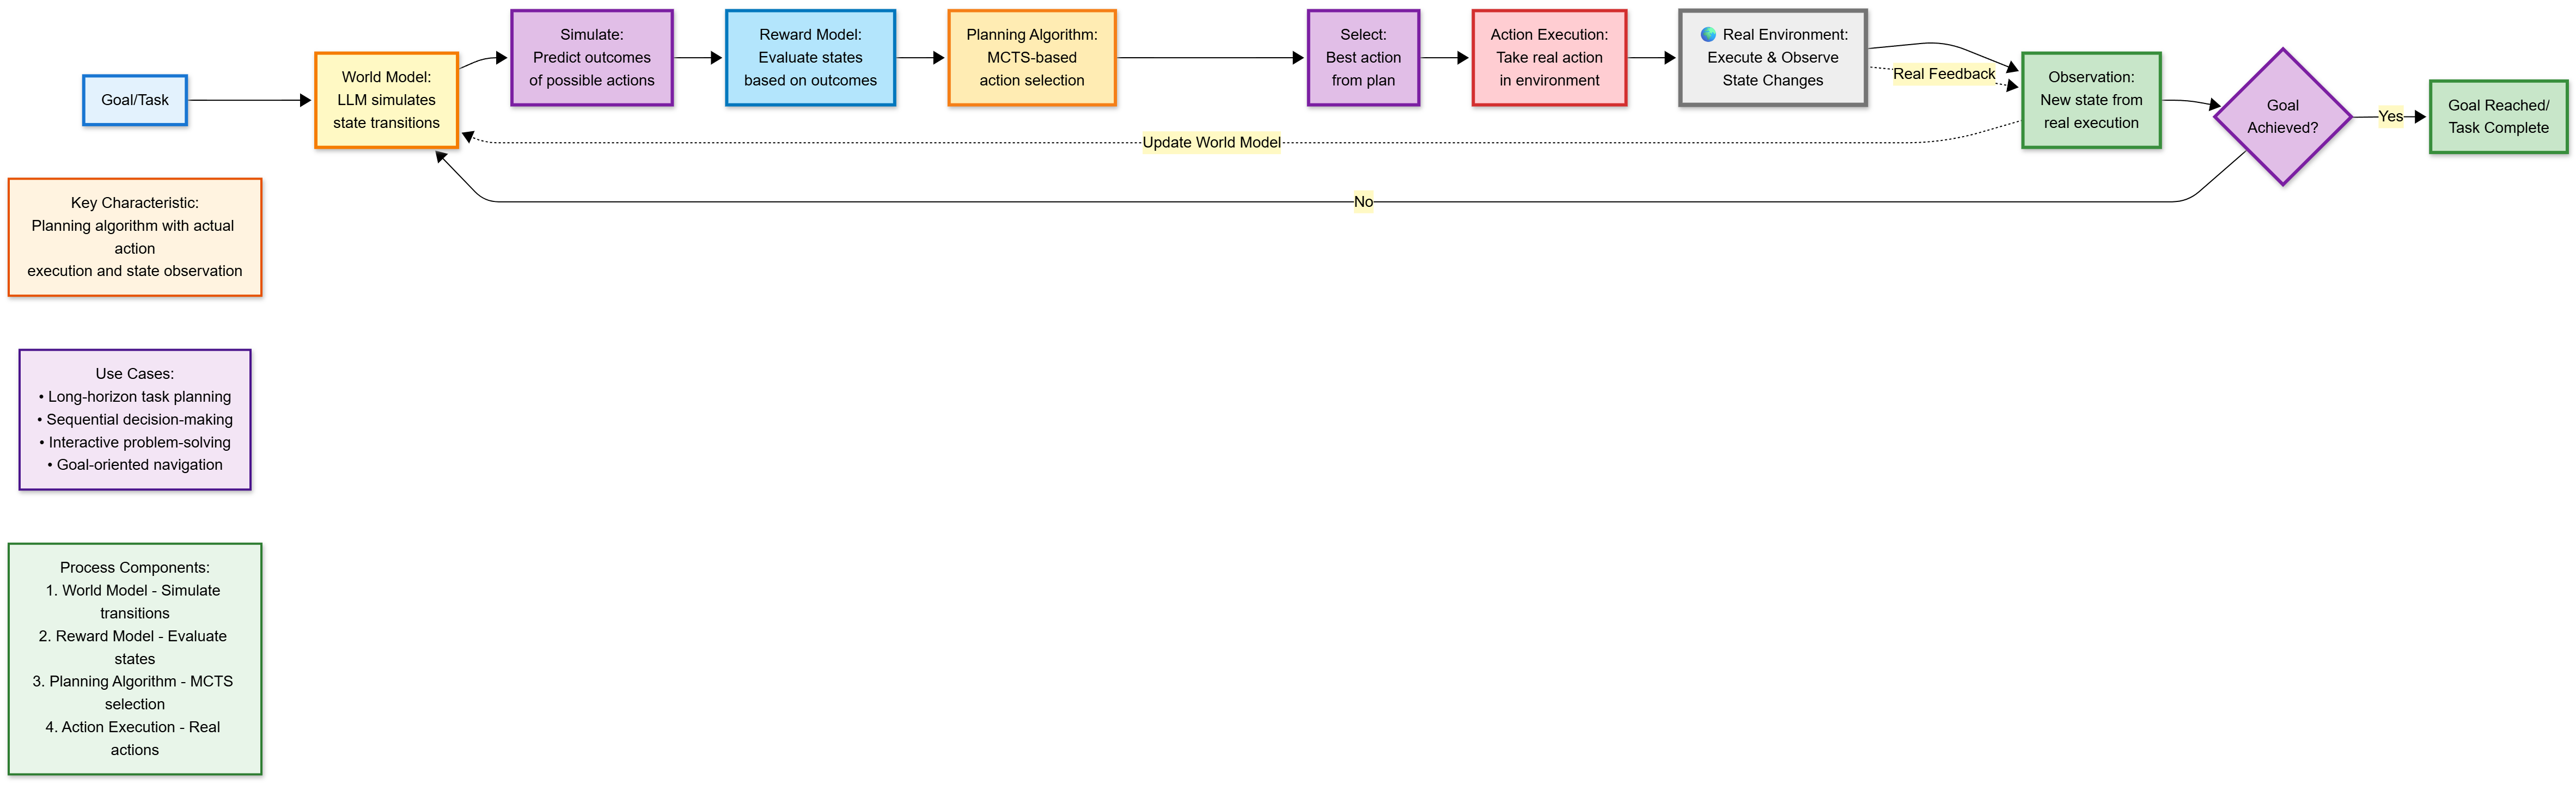 Goal/Task
World Model:
LLM simulates
state transitions
Simulate:
Predict outcomes
of possible actions
Reward Model:
Evaluate states
based on outcomes
Planning Algorithm:
MCTS-based
action selection
Select:
Best action
from plan
Action Execution:
Take real action
in environment
Real Environment:
Execute & Observe
State Changes
Real Feedback
Observation:
New state from
real execution
Goal
Achieved?
Yes
Goal Reached/
Task Complete
Update World Model
No
Key Characteristic:
Planning algorithm with actual
action
execution and state observation
Use Cases:
• Long-horizon task planning
• Sequential decision-making
• Interactive problem-solving
• Goal-oriented navigation
Process Components:
1. World Model - Simulate
transitions
2. Reward Model - Evaluate
states
3. Planning Algorithm - MCTS
selection
4. Action Execution - Real
actions